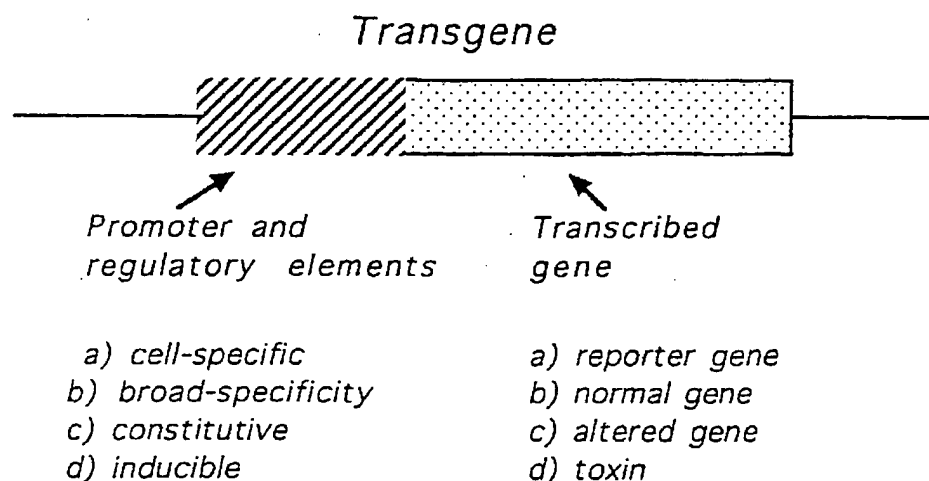 Transgene
Promoter and
regulatory elements
Transcribed
gene
a) cell-specific
b) broad-specificity
c) constitutive
d) inducible
a) reporter gene
b) normal gene
c) altered gene
d) toxin